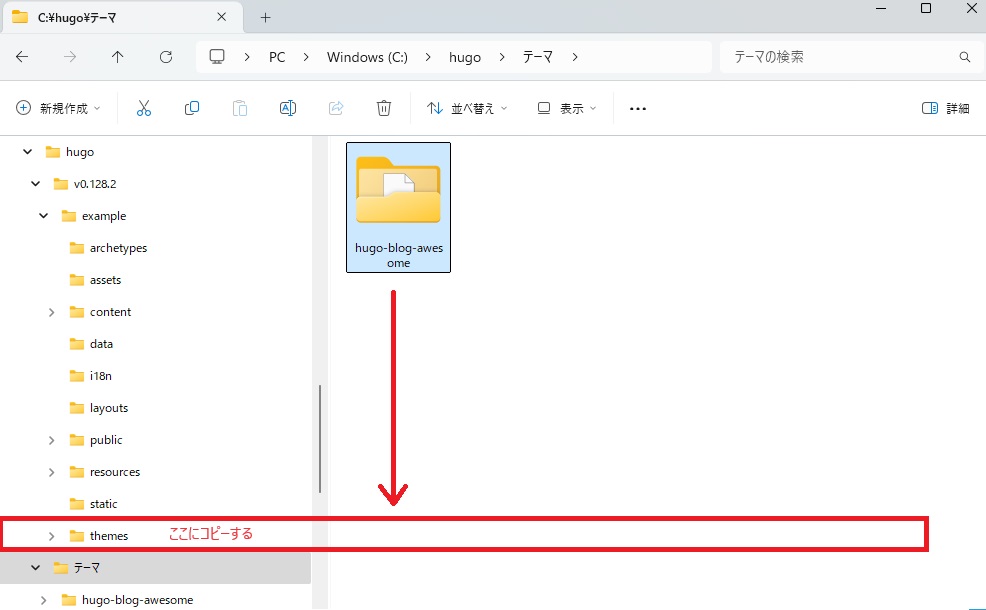 C:¥hugo¥テーマ
PC > Windows (C:) > hugo > テーマ >
テーマの検索
新規作成
並べ替え
表示
詳細
hugo
v0.128.2
example
archetypes
assets
content
data
i18n
layouts
public
resources
static
themes
ここにコピーする
テーマ
hugo-blog-awesome
hugo-blog-awes
ome